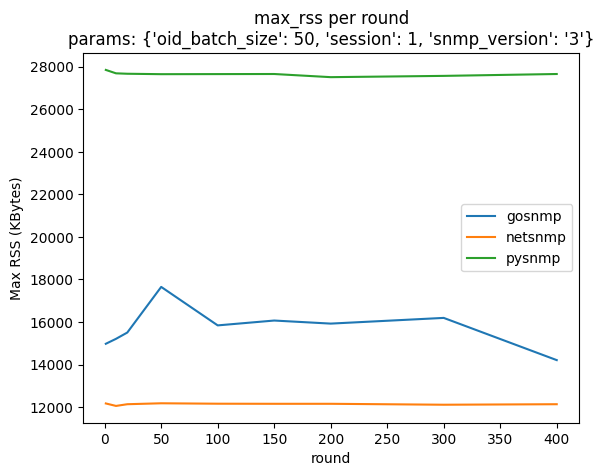 max_rss per round
params: {'oid_batch_size': 50, 'session': 1, 'snmp_version': '3'}
28000
26000
24000
22000
20000
18000
16000
14000
12000
Max RSS (KBytes)
gosnmp
netsnmp
pysnmp
0 50 100 150 200 250 300 350 400
round